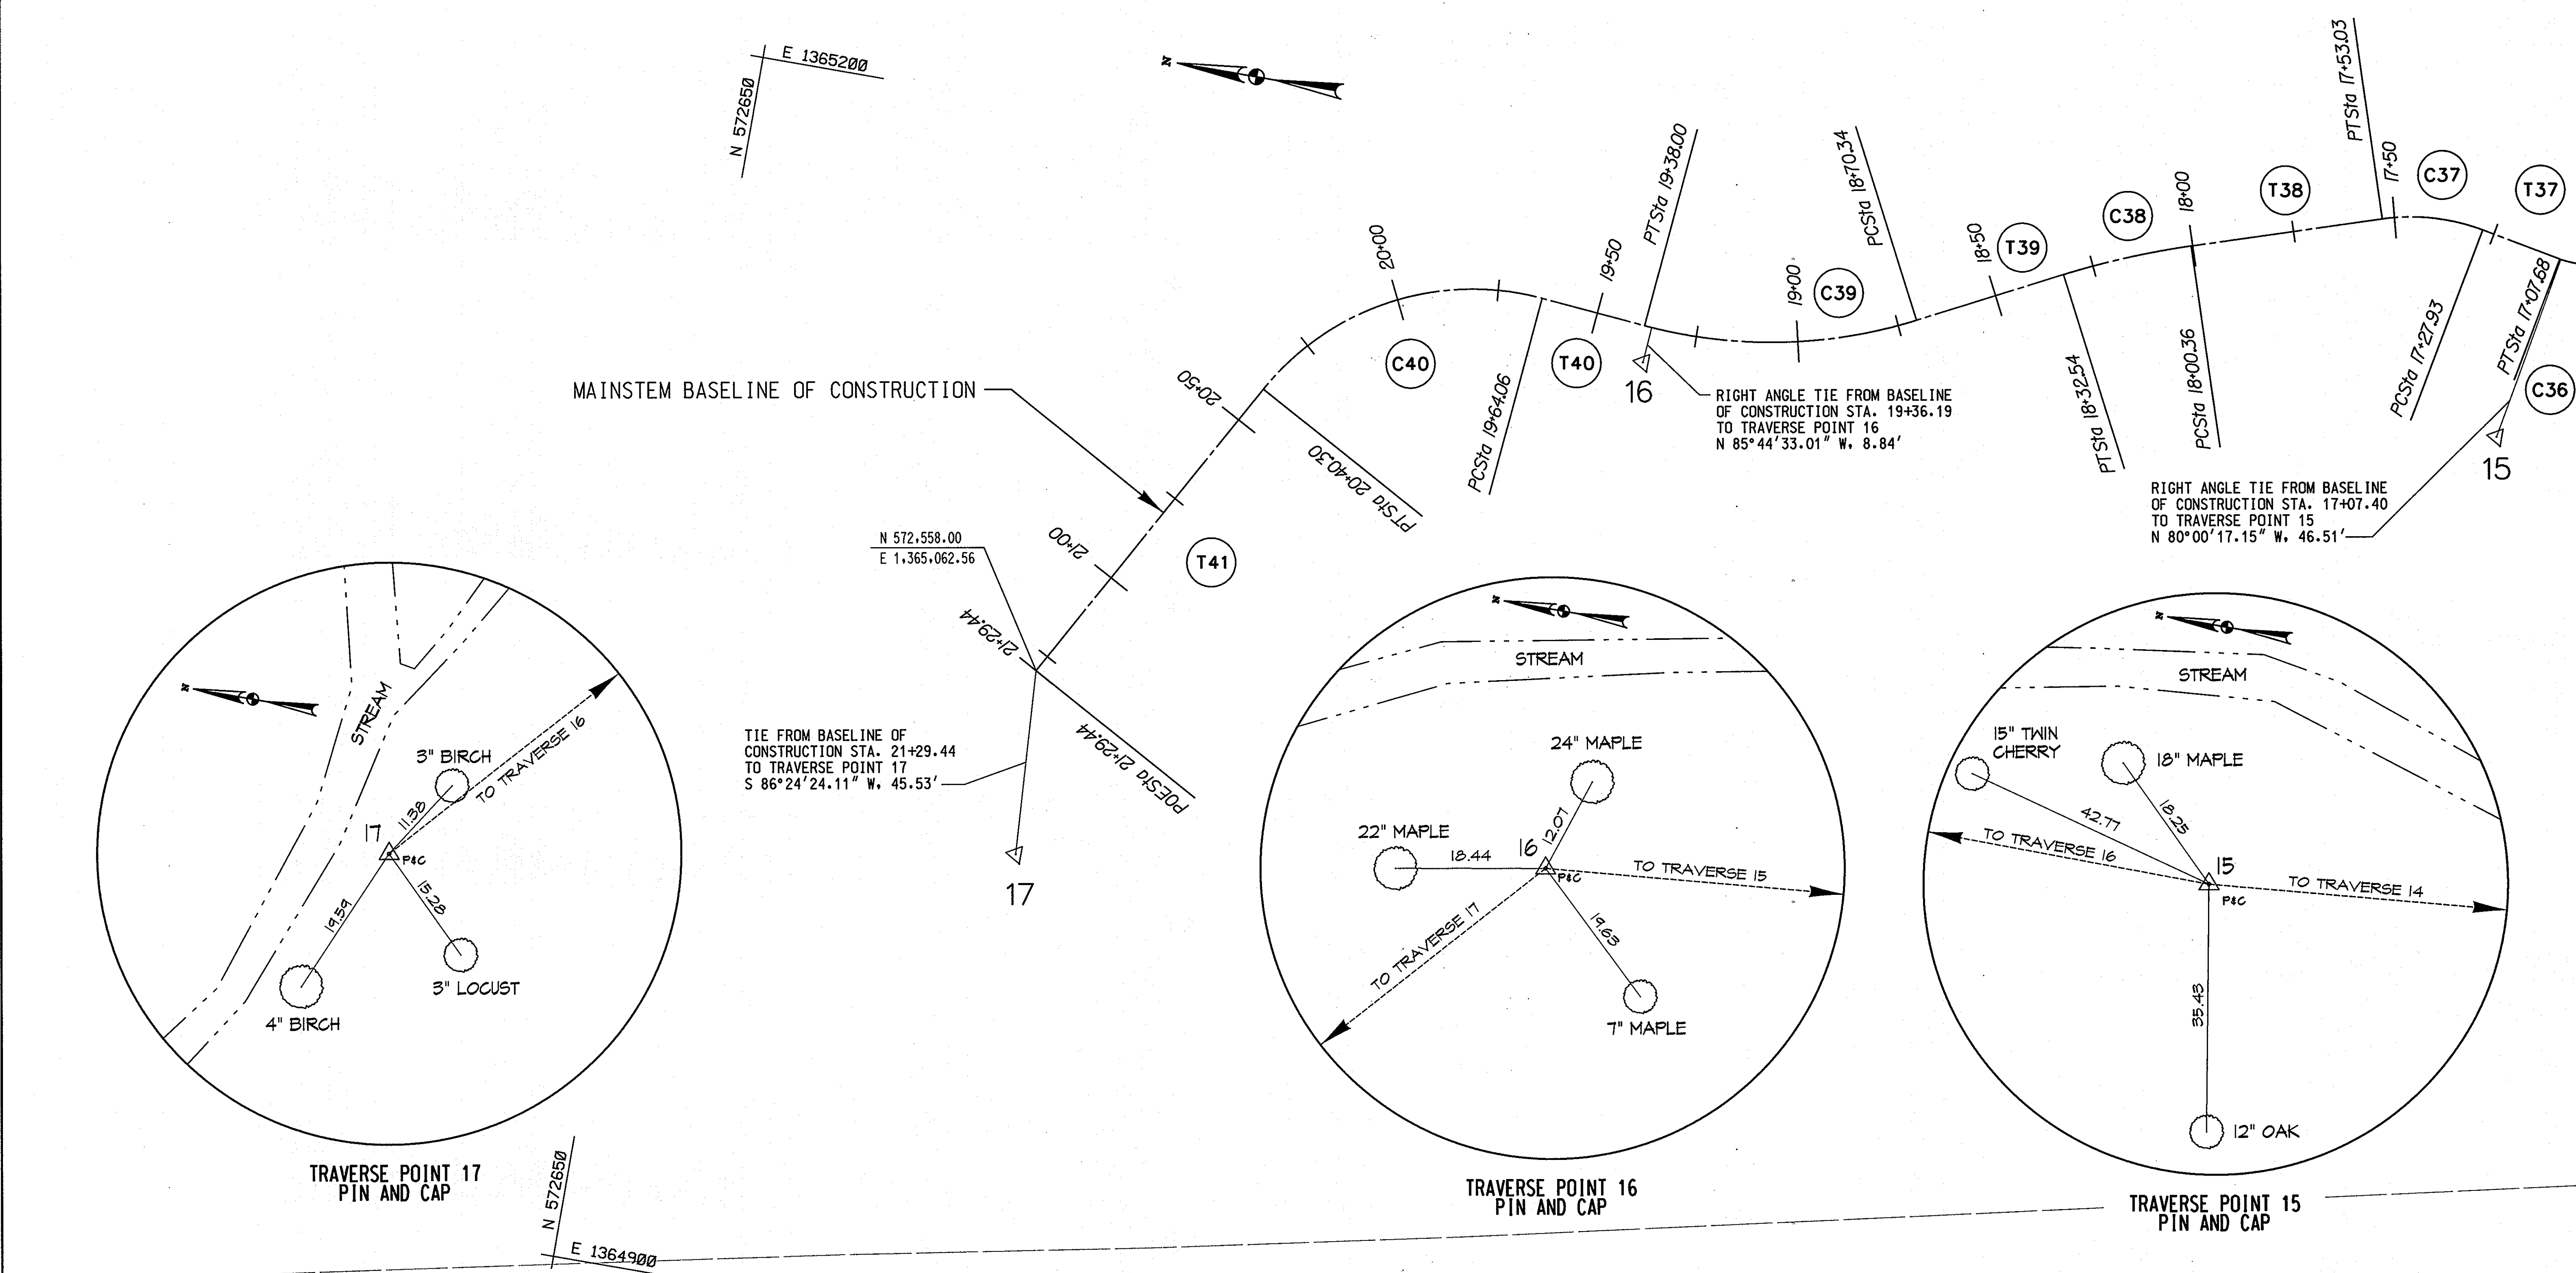 E 1365200
N 572650
N
PTSta 17+53.03
17+50
C37
T37
18+00
T38
C38
PCSta 18+70.34
PTSta 19+38.00
18+50
T39
20+00
19+50
19+00
C39
PTSta 17+07.68
C36
PCSta 17+27.93
PCSta 18+00.36
PTSta 18+32.54
C40
T40
16
PCSta 19+64.06
20+50
MAINSTEM BASELINE OF CONSTRUCTION
RIGHT ANGLE TIE FROM BASELINE
OF CONSTRUCTION STA. 19+36.19
TO TRAVERSE POINT 16
N 85°44'33.01" W, 8.84'
15
PTSta 20+40.30
RIGHT ANGLE TIE FROM BASELINE
OF CONSTRUCTION STA. 17+07.40
TO TRAVERSE POINT 15
N 80°00'17.15" W, 46.51'
N 572,558.00
E 1,365,062.56
21+00
T41
21+29.44
POESta 21+29.44
TIE FROM BASELINE OF
CONSTRUCTION STA. 21+29.44
TO TRAVERSE POINT 17
S 86°24'24.11" W, 45.53'
17
N
STREAM
3" BIRCH
TO TRAVERSE 16
11.38
17
P&C
15.28
19.59
3" LOCUST
4" BIRCH
TRAVERSE POINT 17
PIN AND CAP
N
STREAM
24" MAPLE
22" MAPLE
12.07
18.44
16
P&C
TO TRAVERSE 15
TO TRAVERSE 17
19.63
7" MAPLE
TRAVERSE POINT 16
PIN AND CAP
N
STREAM
15" TWIN
CHERRY
18" MAPLE
42.77
18.25
TO TRAVERSE 16
15
P&C
TO TRAVERSE 14
35.43
12" OAK
TRAVERSE POINT 15
PIN AND CAP
N 572650
E 1364900